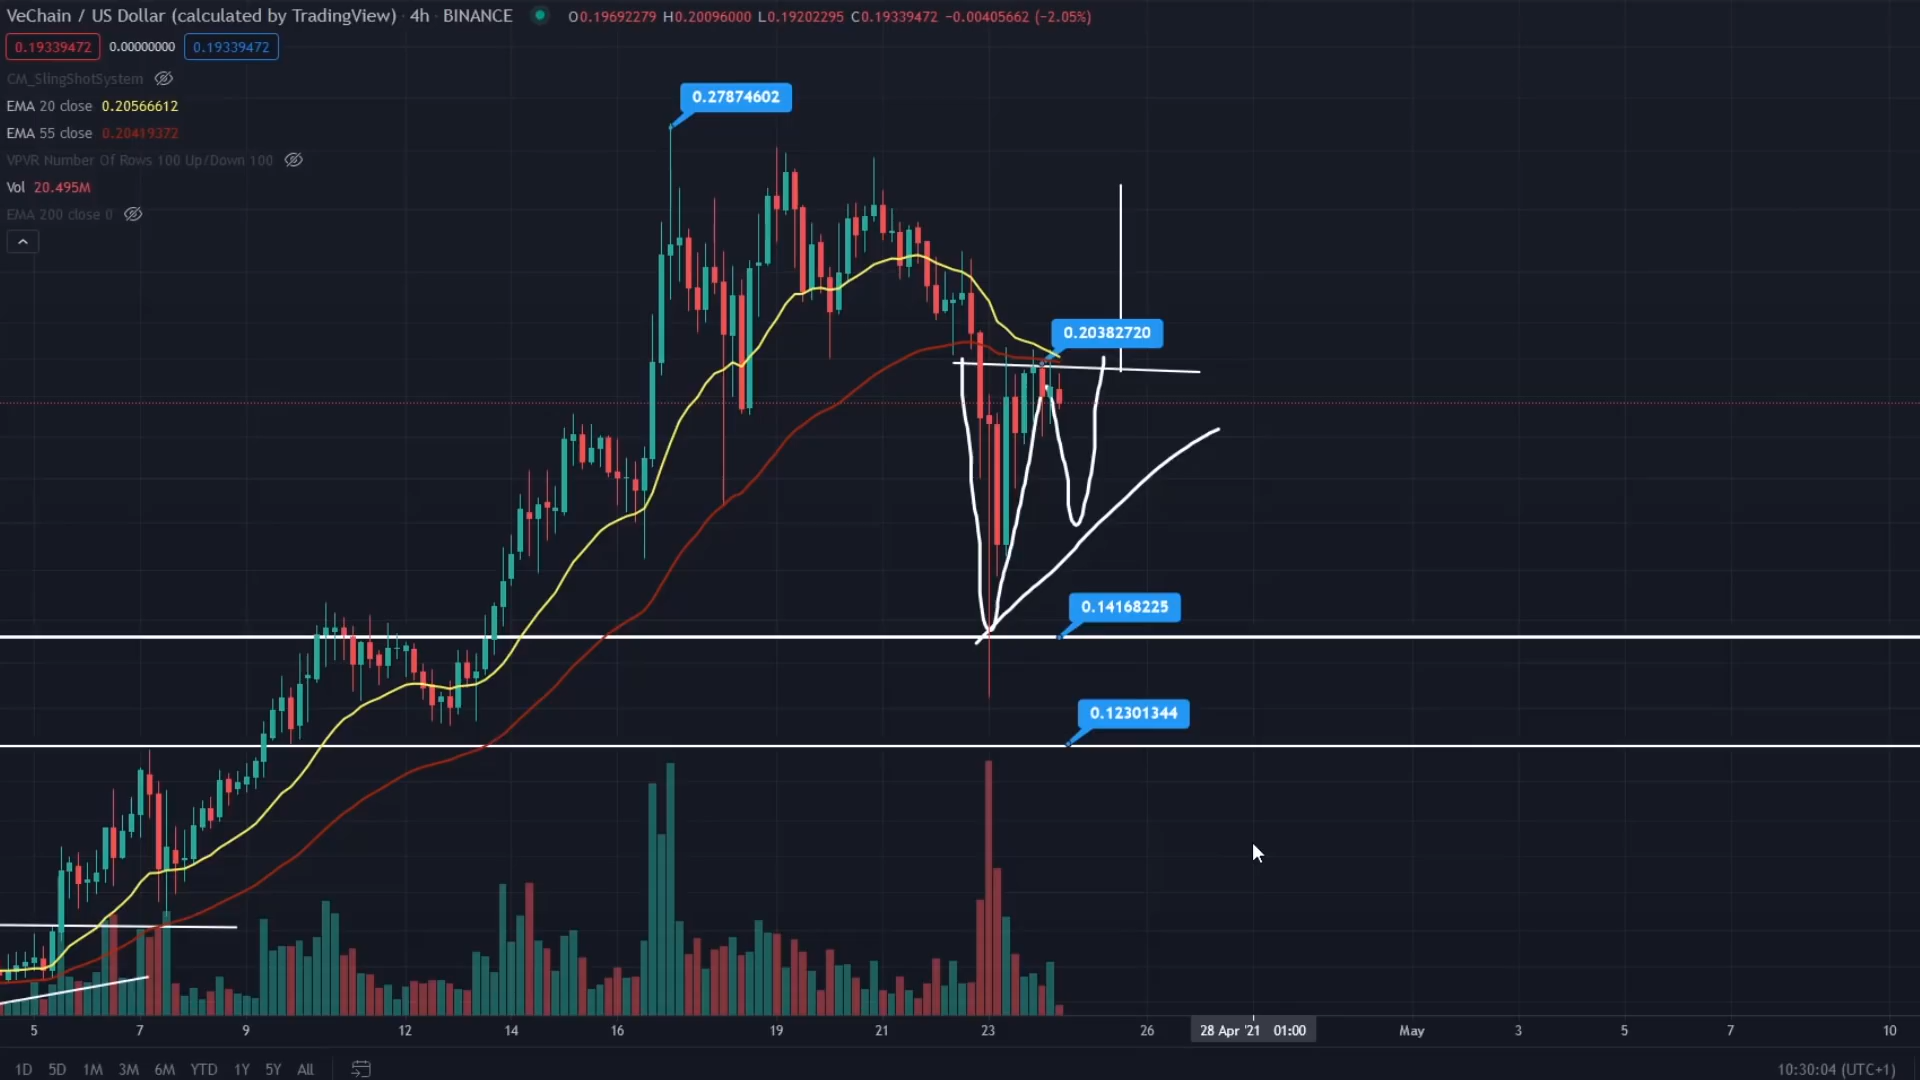 VeChain / US Dollar (calculated by TradingView) · 4h · BINANCE O0.19692279 H0.20096000 L0.19202295 C0.19339472 −0.00405662 (−2.05%)
0.19339472 0.00000000 0.19339472
CM_SlingShotSystem
EMA 20 close 0.20566612
EMA 55 close 0.20419372
VPVR Number Of Rows 100 Up/Down 100
Vol 20.495M
EMA 200 close 0
0.27874602
0.20382720
0.14168225
0.12301344
5 7 9 12 14 16 19 21 23 26 28 Apr '21 01:00 May 3 5 7 10
1D 5D 1M 3M 6M YTD 1Y 5Y All 10:30:04 (UTC+1)